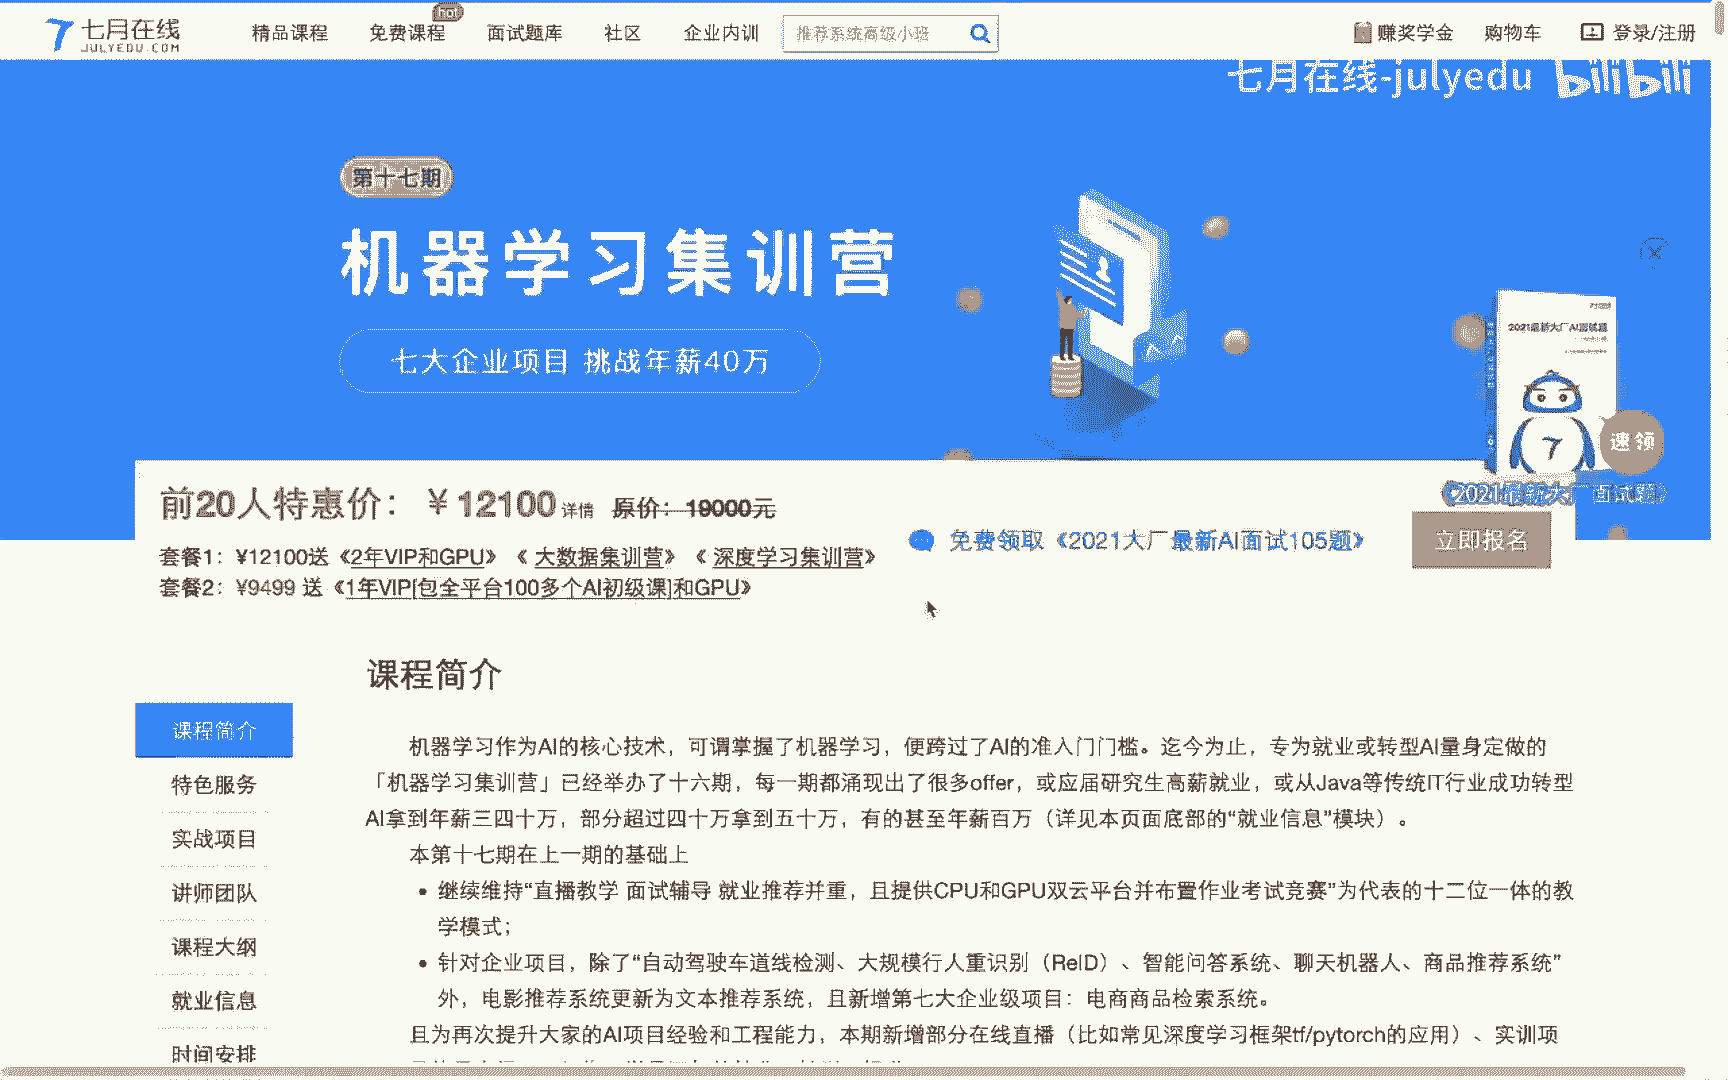 七月在线
JULYEDU.COM
精品课程 免费课程 hot 面试题库 社区 企业内训 推荐系统高级小班 赚奖学金 购物车 登录/注册
七月在线-julyedu bilibili
第十七期
机器学习集训营
七大企业项目 挑战年薪40万
2021最新大厂AI面试题
7
速领
前20人特惠价：￥12100 详情 原价：19000元
套餐1：¥12100送《2年VIP和GPU》《 大数据集训营》《 深度学习集训营》
套餐2：¥9499 送《1年VIP[包全平台100多个AI初级课]和GPU》
免费领取《2021大厂最新AI面试105题》
立即报名
课程简介
课程简介
特色服务
实战项目
讲师团队
课程大纲
就业信息
时间安排
机器学习作为AI的核心技术，可谓掌握了机器学习，便跨过了AI的准入门门槛。迄今为止，专为就业或转型AI量身定做的
「机器学习集训营」已经举办了十六期，每一期都涌现出了很多offer，或应届研究生高薪就业，或从Java等传统IT行业成功转型
AI拿到年薪三四十万，部分超过四十万拿到五十万，有的甚至年薪百万（详见本页面底部的“就业信息”模块）。
本第十七期在上一期的基础上
• 继续维持“直播教学 面试辅导 就业推荐并重，且提供CPU和GPU双云平台并布置作业考试竞赛”为代表的十二位一体的教
学模式；
• 针对企业项目，除了“自动驾驶车道线检测、大规模行人重识别（ReID）、智能问答系统、聊天机器人、商品推荐系统”
外，电影推荐系统更新为文本推荐系统，且新增第七大企业级项目：电商商品检索系统。
且为再次提升大家的AI项目经验和工程能力，本期新增部分在线直播（比如常见深度学习框架tf/pytorch的应用）、实训项